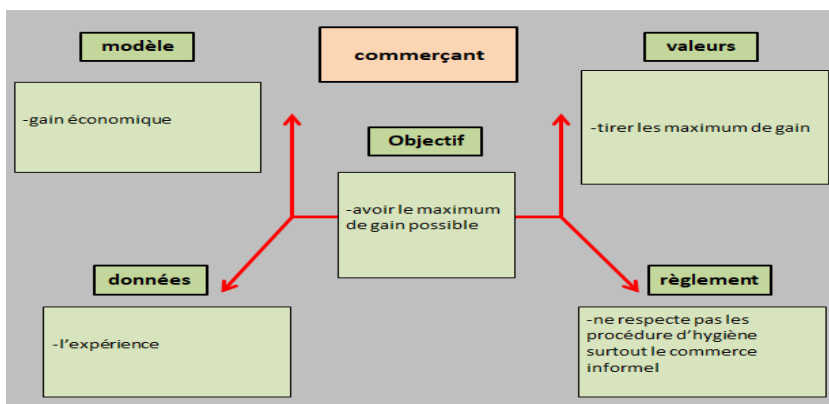 modèle
commerçant
valeurs
-gain économique
-tirer les maximum de gain
Objectif
-avoir le maximum
de gain possible
données
règlement
-l'expérience
-ne respecte pas les
procédure d'hygiène
surtout le commerce
informel